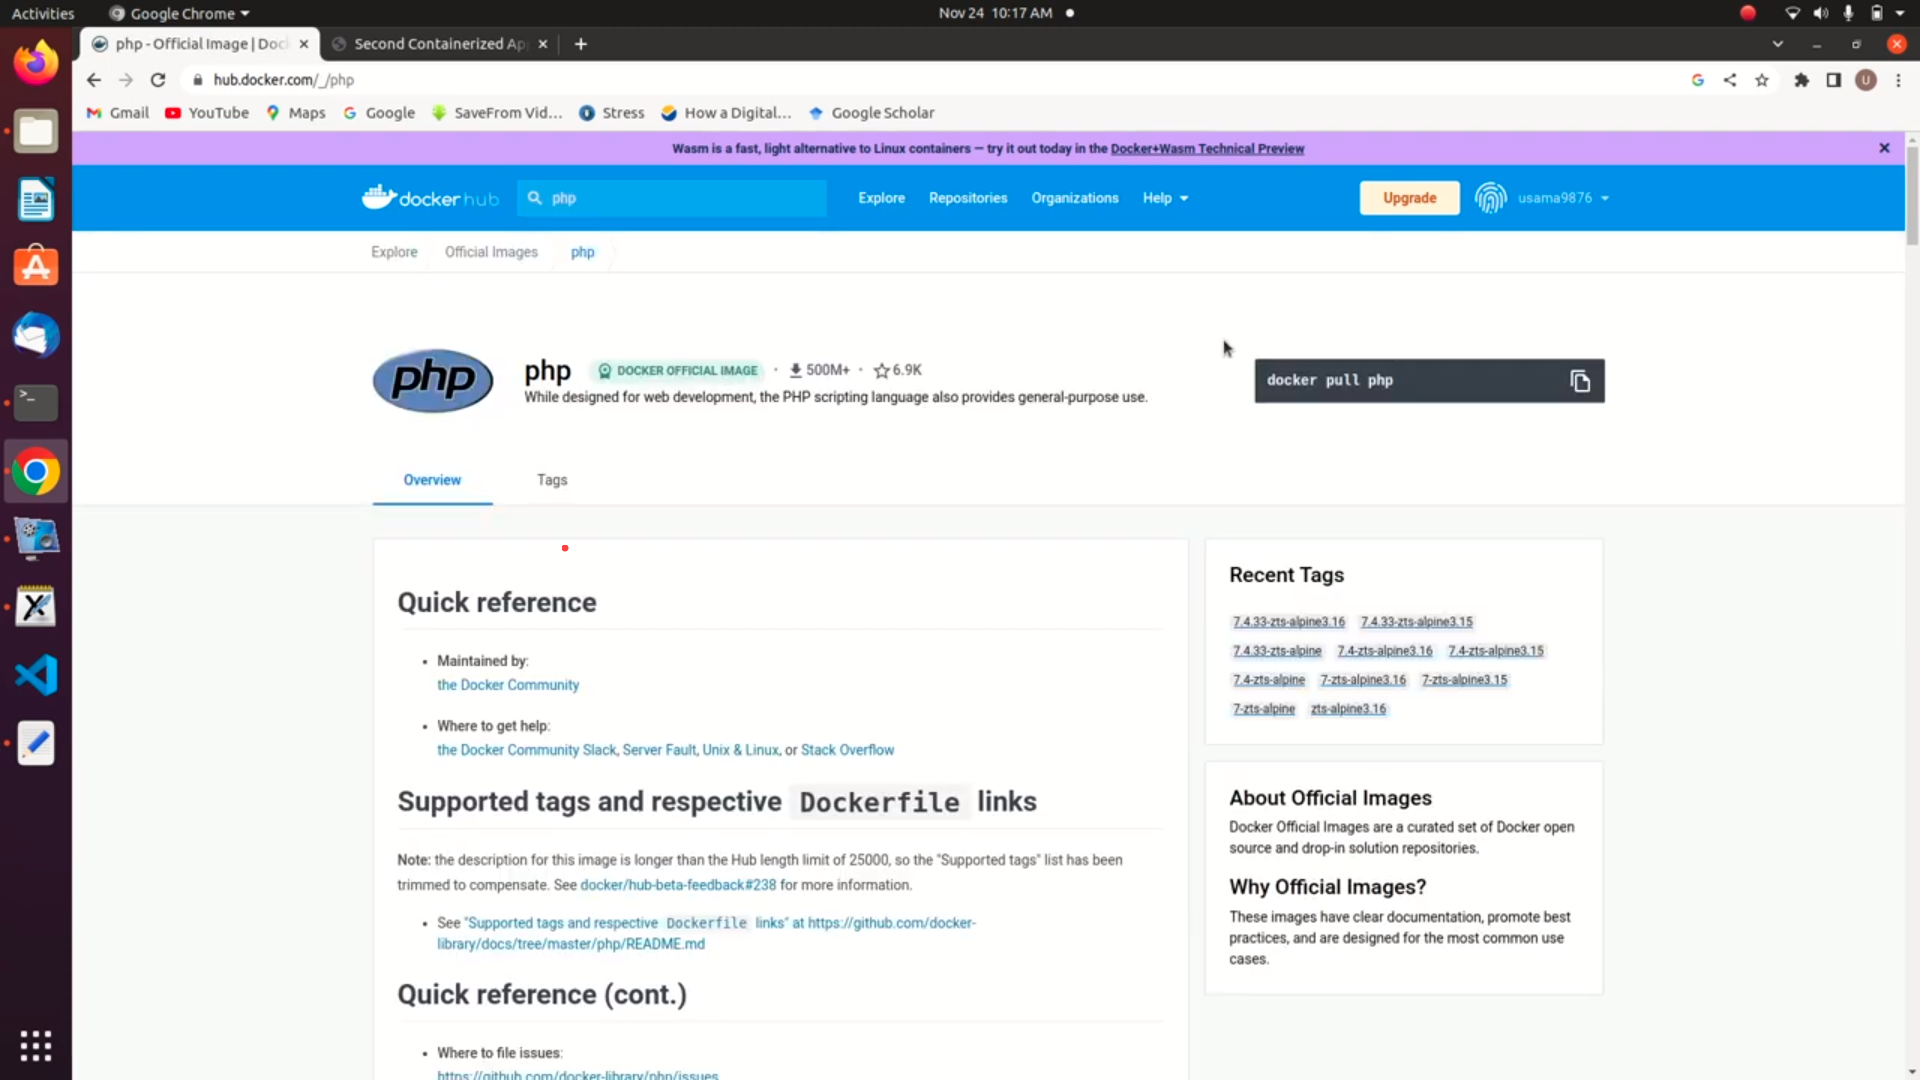 Activities
Google Chrome
Nov 24 10:17 AM
php - Official Image | Doc
Second Containerized Ap
hub.docker.com/_/php
U
Gmail
YouTube
Maps
Google
SaveFrom Vid...
Stress
How a Digital...
Google Scholar
Wasm is a fast, light alternative to Linux containers — try it out today in the Docker+Wasm Technical Preview
docker hub
php
Explore
Repositories
Organizations
Help
Upgrade
usama9876
Explore
Official Images
php
php
php
DOCKER OFFICIAL IMAGE
500M+
6.9K
While designed for web development, the PHP scripting language also provides general-purpose use.
docker pull php
Overview
Tags
Quick reference
Maintained by:
the Docker Community
Where to get help:
the Docker Community Slack, Server Fault, Unix & Linux, or Stack Overflow
Supported tags and respective Dockerfile links
Note: the description for this image is longer than the Hub length limit of 25000, so the "Supported tags" list has been
trimmed to compensate. See docker/hub-beta-feedback#238 for more information.
See "Supported tags and respective Dockerfile links" at https://github.com/docker-
library/docs/tree/master/php/README.md
Quick reference (cont.)
Where to file issues:
https://github.com/docker-library/php/issues
Recent Tags
7.4.33-zts-alpine3.16 7.4.33-zts-alpine3.15
7.4.33-zts-alpine 7.4-zts-alpine3.16 7.4-zts-alpine3.15
7.4-zts-alpine 7-zts-alpine3.16 7-zts-alpine3.15
7-zts-alpine zts-alpine3.16
About Official Images
Docker Official Images are a curated set of Docker open
source and drop-in solution repositories.
Why Official Images?
These images have clear documentation, promote best
practices, and are designed for the most common use
cases.